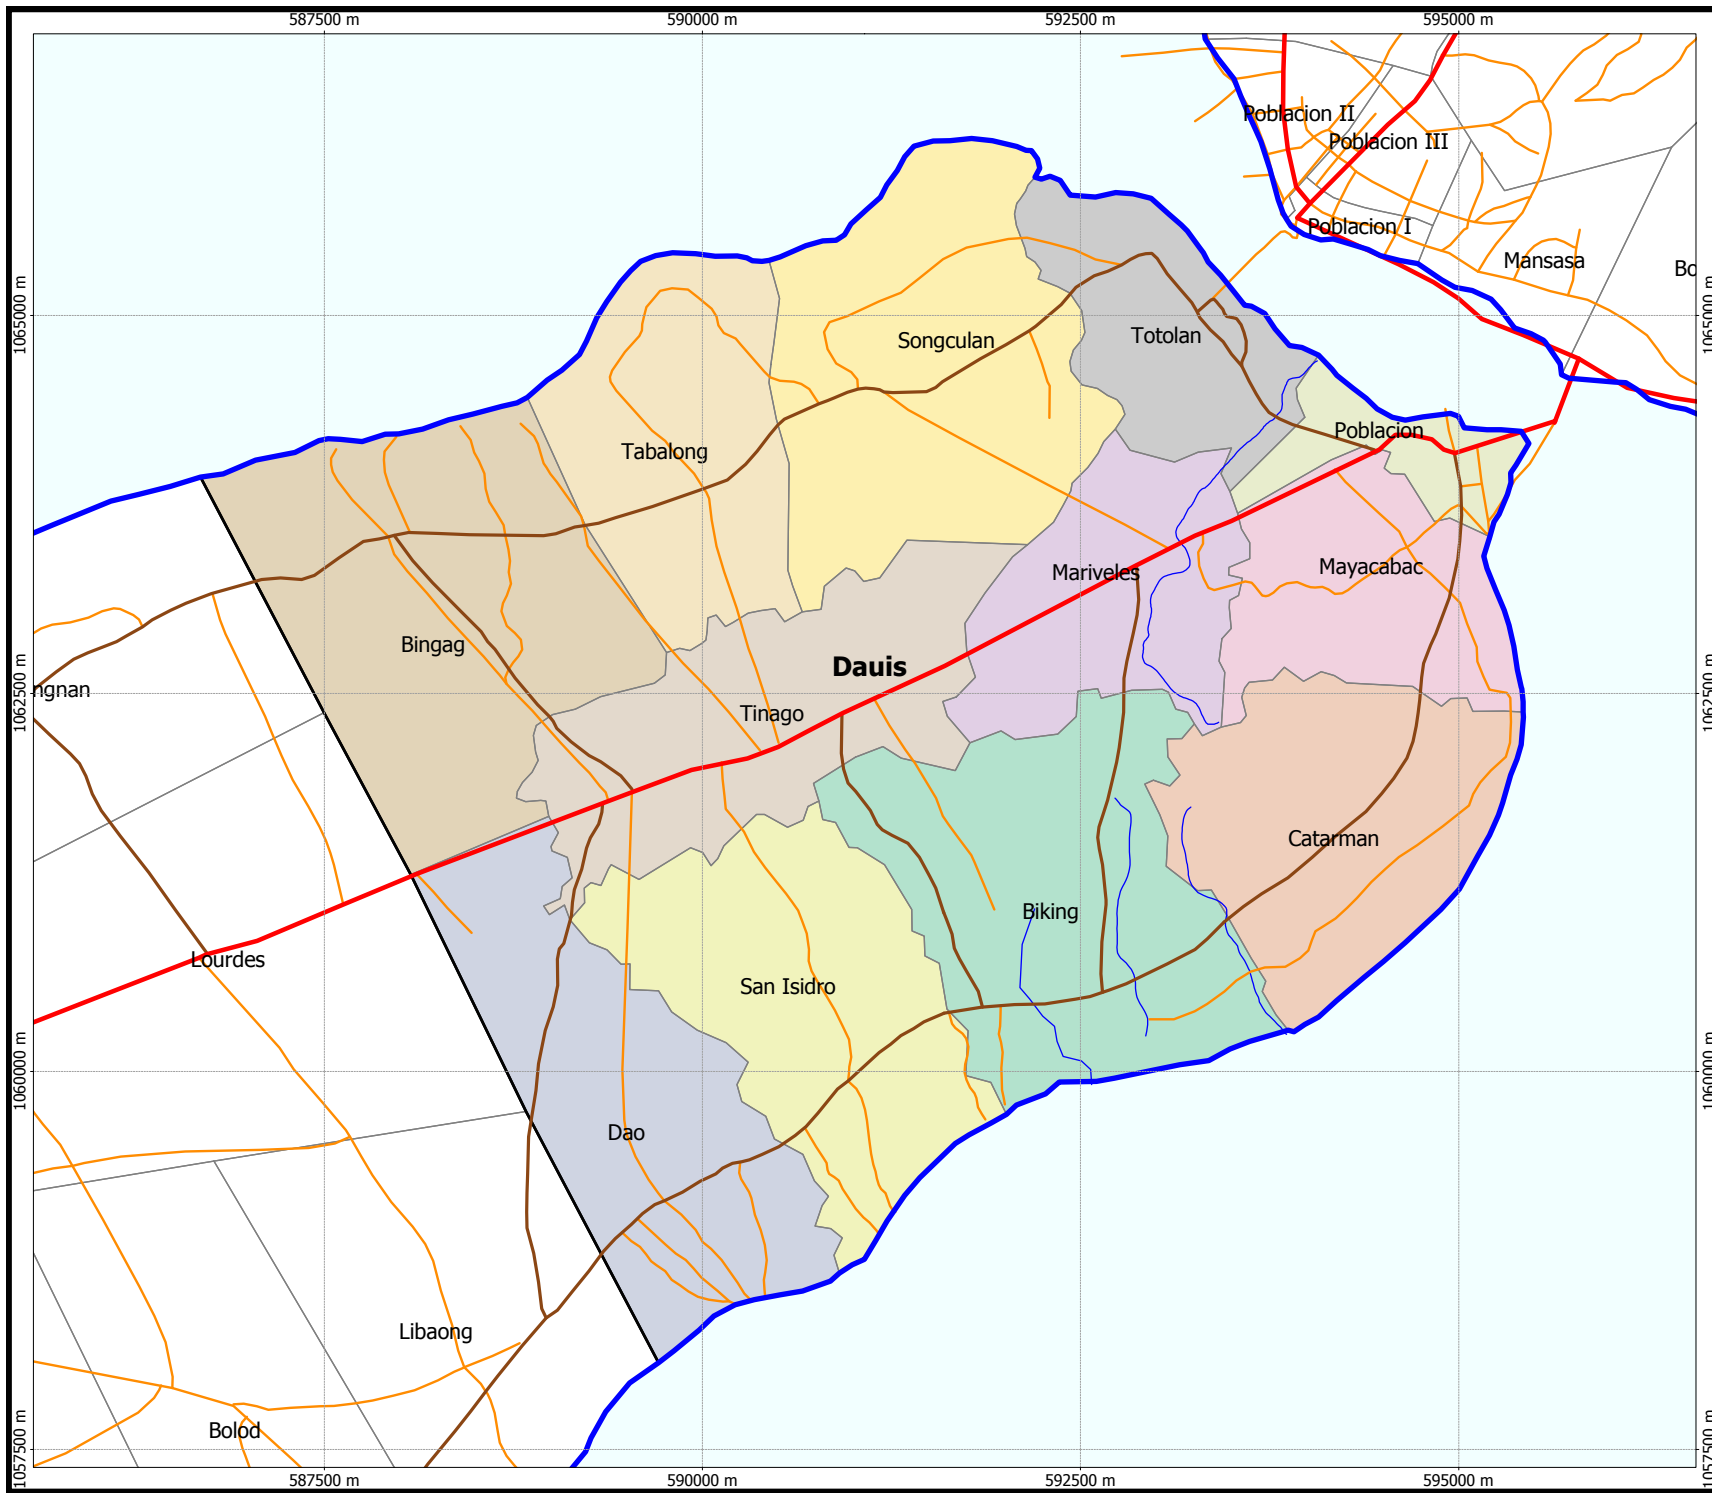 587500 m
590000 m
592500 m
595000 m
Poblacion II
Poblacion III
Poblacion I
Mansasa
Bo
1065000 m
1065000 m
Songculan
Totolan
Poblacion
Tabalong
Mayacabac
Mariveles
Bingag
Dauis
1062500 m
ngnan
1062500 m
Tinago
Catarman
Biking
Lourdes
San Isidro
1060000 m
1060000 m
Dao
Libaong
Bolod
1057500 m
1057500 m
587500 m
590000 m
592500 m
595000 m